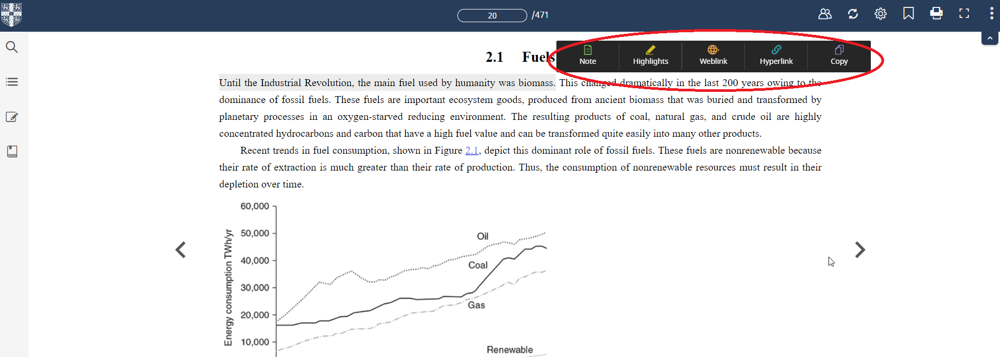 20 /471
2.1 Fuels
Note Highlights Weblink Hyperlink Copy
Until the Industrial Revolution, the main fuel used by humanity was biomass. This changed dramatically in the last 200 years owing to the
dominance of fossil fuels. These fuels are important ecosystem goods, produced from ancient biomass that was buried and transformed by
planetary processes in an oxygen-starved reducing environment. The resulting products of coal, natural gas, and crude oil are highly
concentrated hydrocarbons and carbon that have a high fuel value and can be transformed quite easily into many other products.
Recent trends in fuel consumption, shown in Figure 2.1, depict this dominant role of fossil fuels. These fuels are nonrenewable because
their rate of extraction is much greater than their rate of production. Thus, the consumption of nonrenewable resources must result in their
depletion over time.
Energy consumption TWh/yr
60,000
50,000
40,000
30,000
20,000
10,000
Oil
Coal
Gas
Renewable